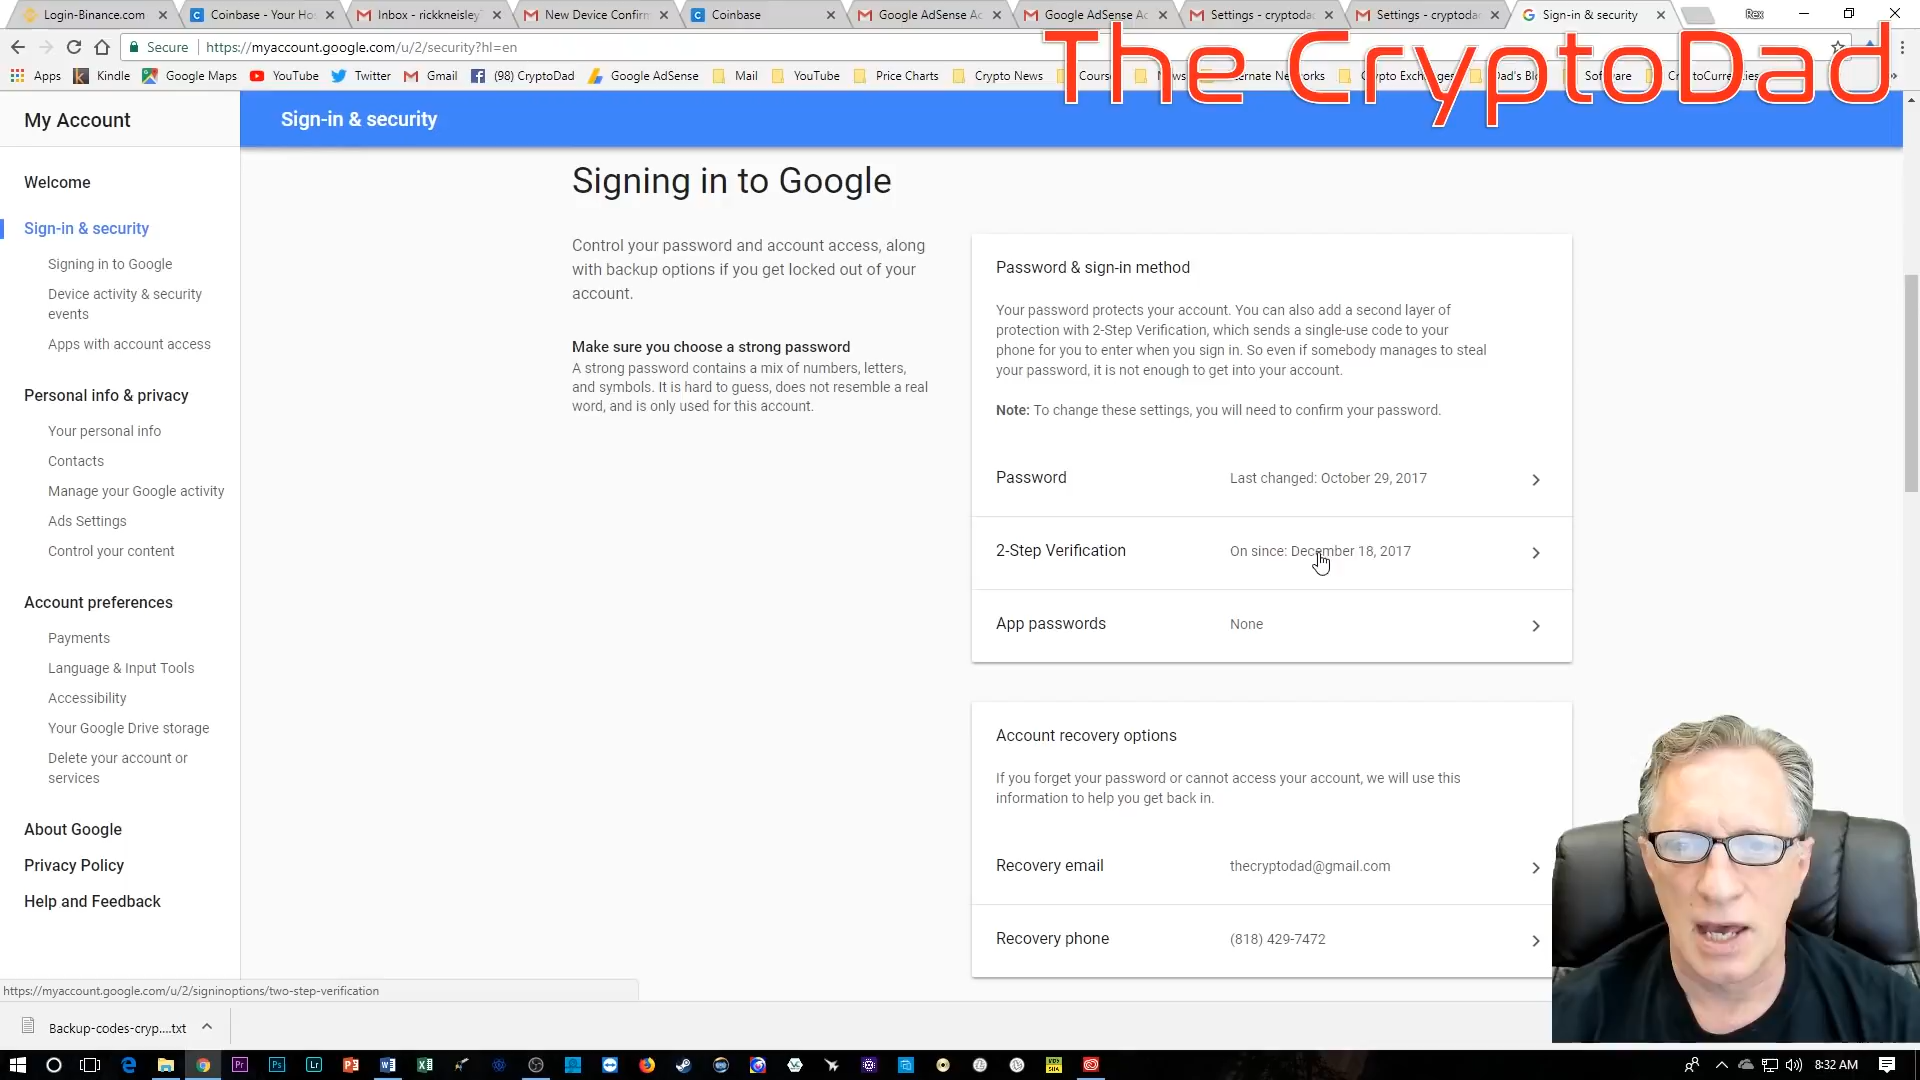 Login-Binance.com
Coinbase - Your Ho
Inbox - rickkneisley
New Device Confirm
Coinbase
Google AdSense Ac
Google AdSense Ac
Settings - cryptodad
Settings - cryptodad
Sign-in & security
Rex
Secure
https://myaccount.google.com/u/2/security?hl=en
The CryptoDad
Apps
Kindle
Google Maps
YouTube
Twitter
Gmail
(98) CryptoDad
Google AdSense
Mail
YouTube
Price Charts
Crypto News
Dad's Blo
Software
My Account
Sign-in & security
Welcome
Sign-in & security
Signing in to Google
Device activity & security
events
Apps with account access
Personal info & privacy
Your personal info
Contacts
Manage your Google activity
Ads Settings
Control your content
Account preferences
Payments
Language & Input Tools
Accessibility
Your Google Drive storage
Delete your account or
services
About Google
Privacy Policy
Help and Feedback
Signing in to Google
Control your password and account access, along
with backup options if you get locked out of your
account.
Make sure you choose a strong password
A strong password contains a mix of numbers, letters,
and symbols. It is hard to guess, does not resemble a real
word, and is only used for this account.
Password & sign-in method
Your password protects your account. You can also add a second layer of
protection with 2-Step Verification, which sends a single-use code to your
phone for you to enter when you sign in. So even if somebody manages to steal
your password, it is not enough to get into your account.
Note: To change these settings, you will need to confirm your password.
Password Last changed: October 29, 2017
2-Step Verification On since: December 18, 2017
App passwords None
Account recovery options
If you forget your password or cannot access your account, we will use this
information to help you get back in.
Recovery email thecryptodad@gmail.com
Recovery phone (818) 429-7472
https://myaccount.google.com/u/2/signinoptions/two-step-verification
Backup-codes-cryp....txt
8:32 AM